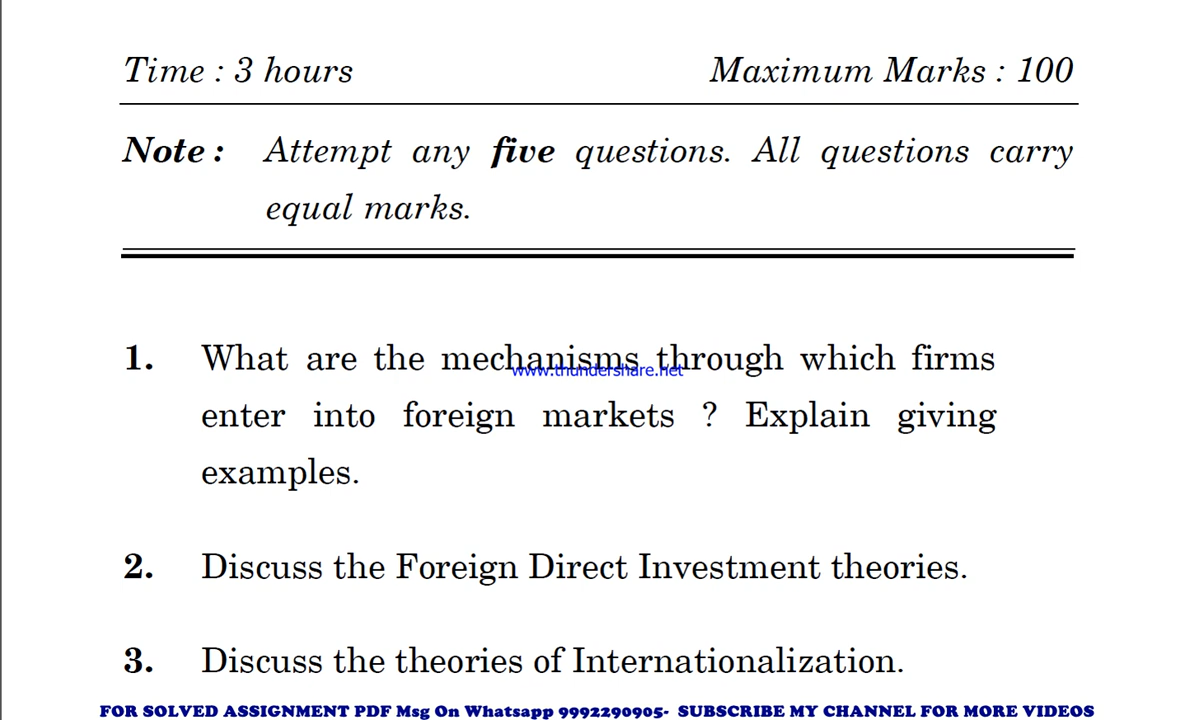 Time : 3 hours Maximum Marks : 100
Note : Attempt any five questions. All questions carry
equal marks.
1. What are the mechanisms through which firms
www.thundershare.net
enter into foreign markets ? Explain giving
examples.
2. Discuss the Foreign Direct Investment theories.
3. Discuss the theories of Internationalization.
FOR SOLVED ASSIGNMENT PDF Msg On Whatsapp 9992290905- SUBSCRIBE MY CHANNEL FOR MORE VIDEOS